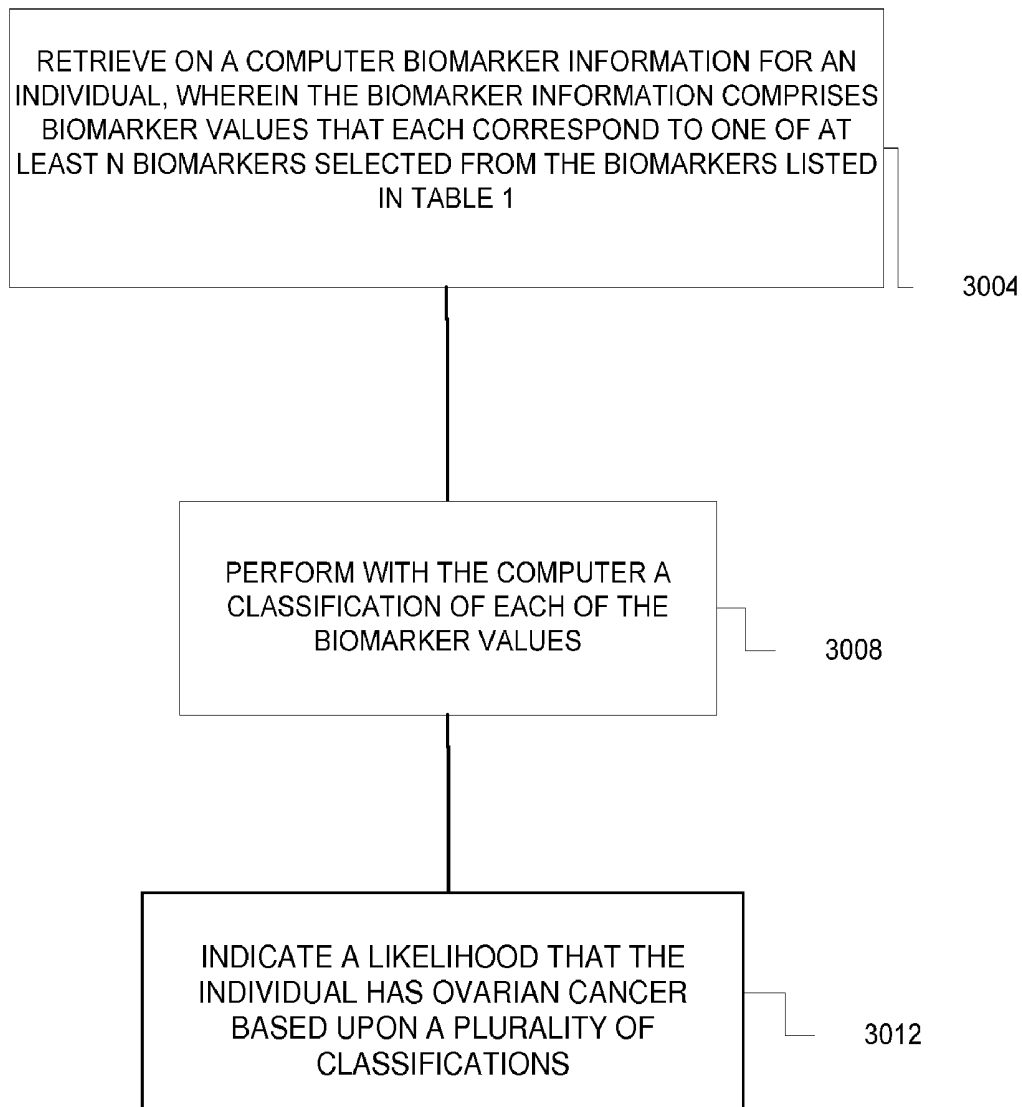 RETRIEVE ON A COMPUTER BIOMARKER INFORMATION FOR AN
INDIVIDUAL, WHEREIN THE BIOMARKER INFORMATION COMPRISES
BIOMARKER VALUES THAT EACH CORRESPOND TO ONE OF AT
LEAST N BIOMARKERS SELECTED FROM THE BIOMARKERS LISTED
IN TABLE 1
3004
PERFORM WITH THE COMPUTER A
CLASSIFICATION OF EACH OF THE
BIOMARKER VALUES
3008
INDICATE A LIKELIHOOD THAT THE
INDIVIDUAL HAS OVARIAN CANCER
BASED UPON A PLURALITY OF
CLASSIFICATIONS
3012